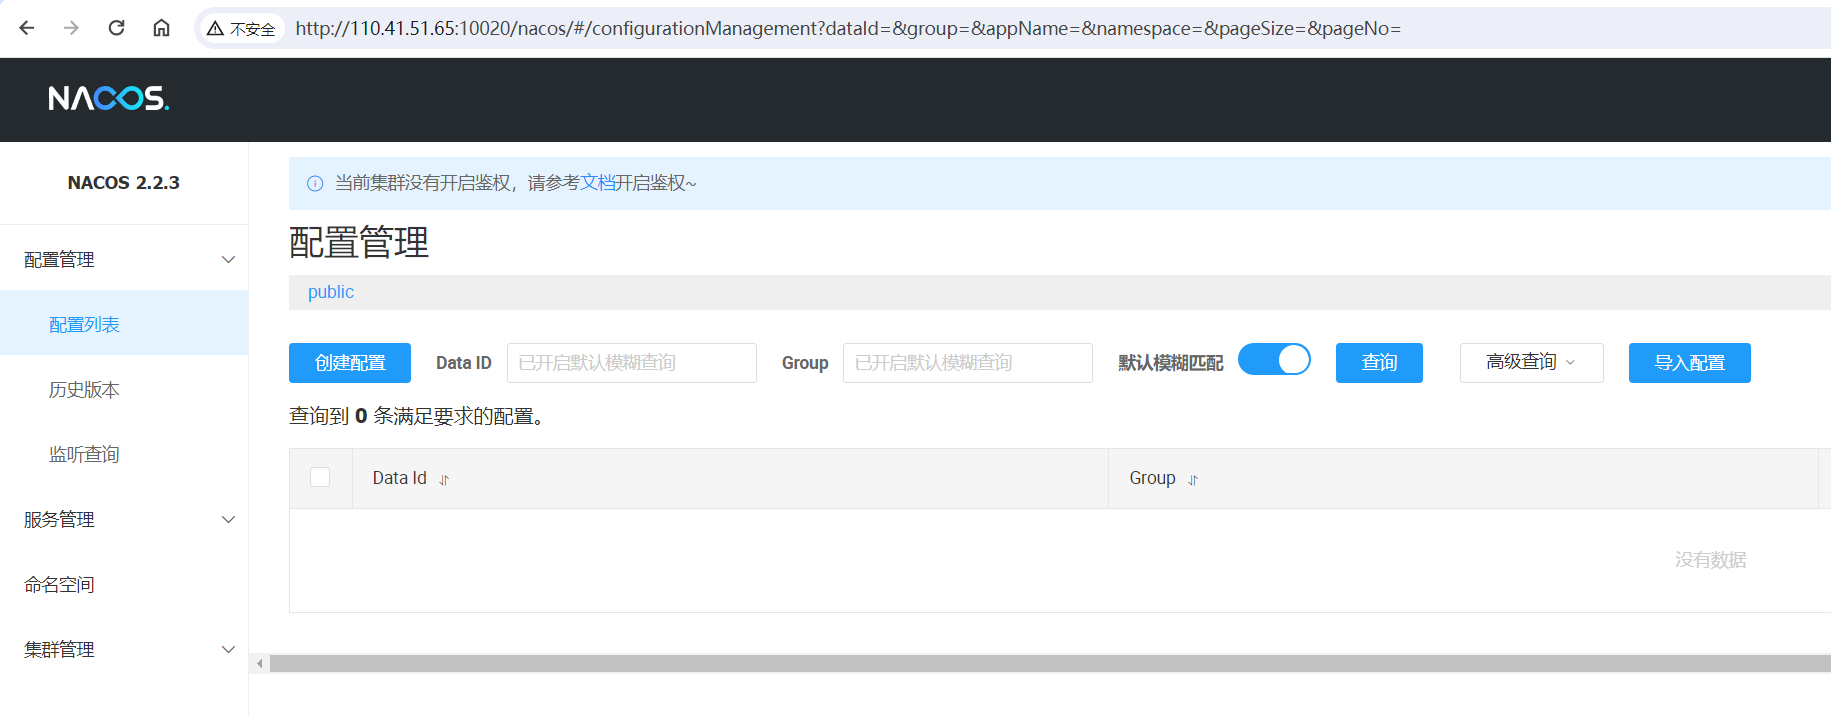 不安全 http://110.41.51.65:10020/nacos/#/configurationManagement?dataId=&group=&appName=&namespace=&pageSize=&pageNo=
NACOS.
NACOS 2.2.3
配置管理
配置列表
历史版本
监听查询
服务管理
命名空间
集群管理
当前集群没有开启鉴权，请参考文档开启鉴权~
配置管理
public
创建配置 Data ID 已开启默认模糊查询 Group 已开启默认模糊查询 默认模糊匹配 查询 高级查询 导入配置
查询到 0 条满足要求的配置。
Data Id Group
没有数据